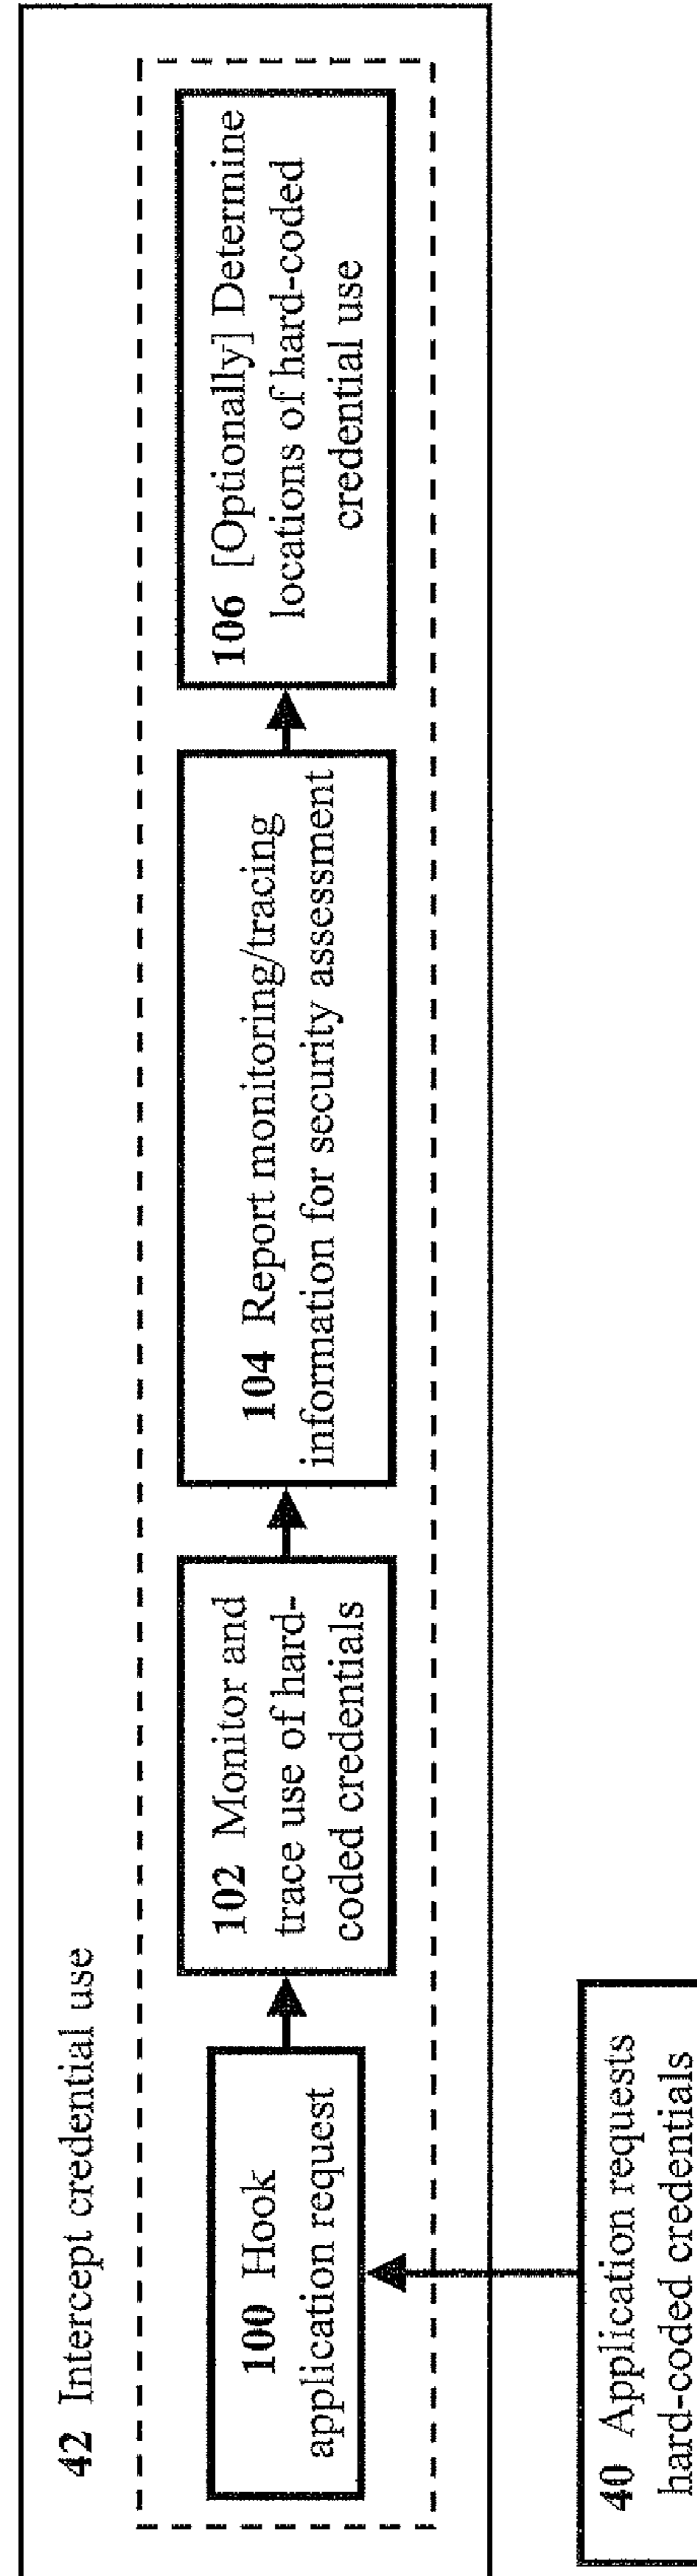 42 Intercept credential use
100 Hook
application request
102 Monitor and
trace use of hard-
coded credentials
104 Report monitoring/tracing
information for security assessment
106 [Optionally] Determine
locations of hard-coded
credential use
40 Application requests
hard-coded credentials